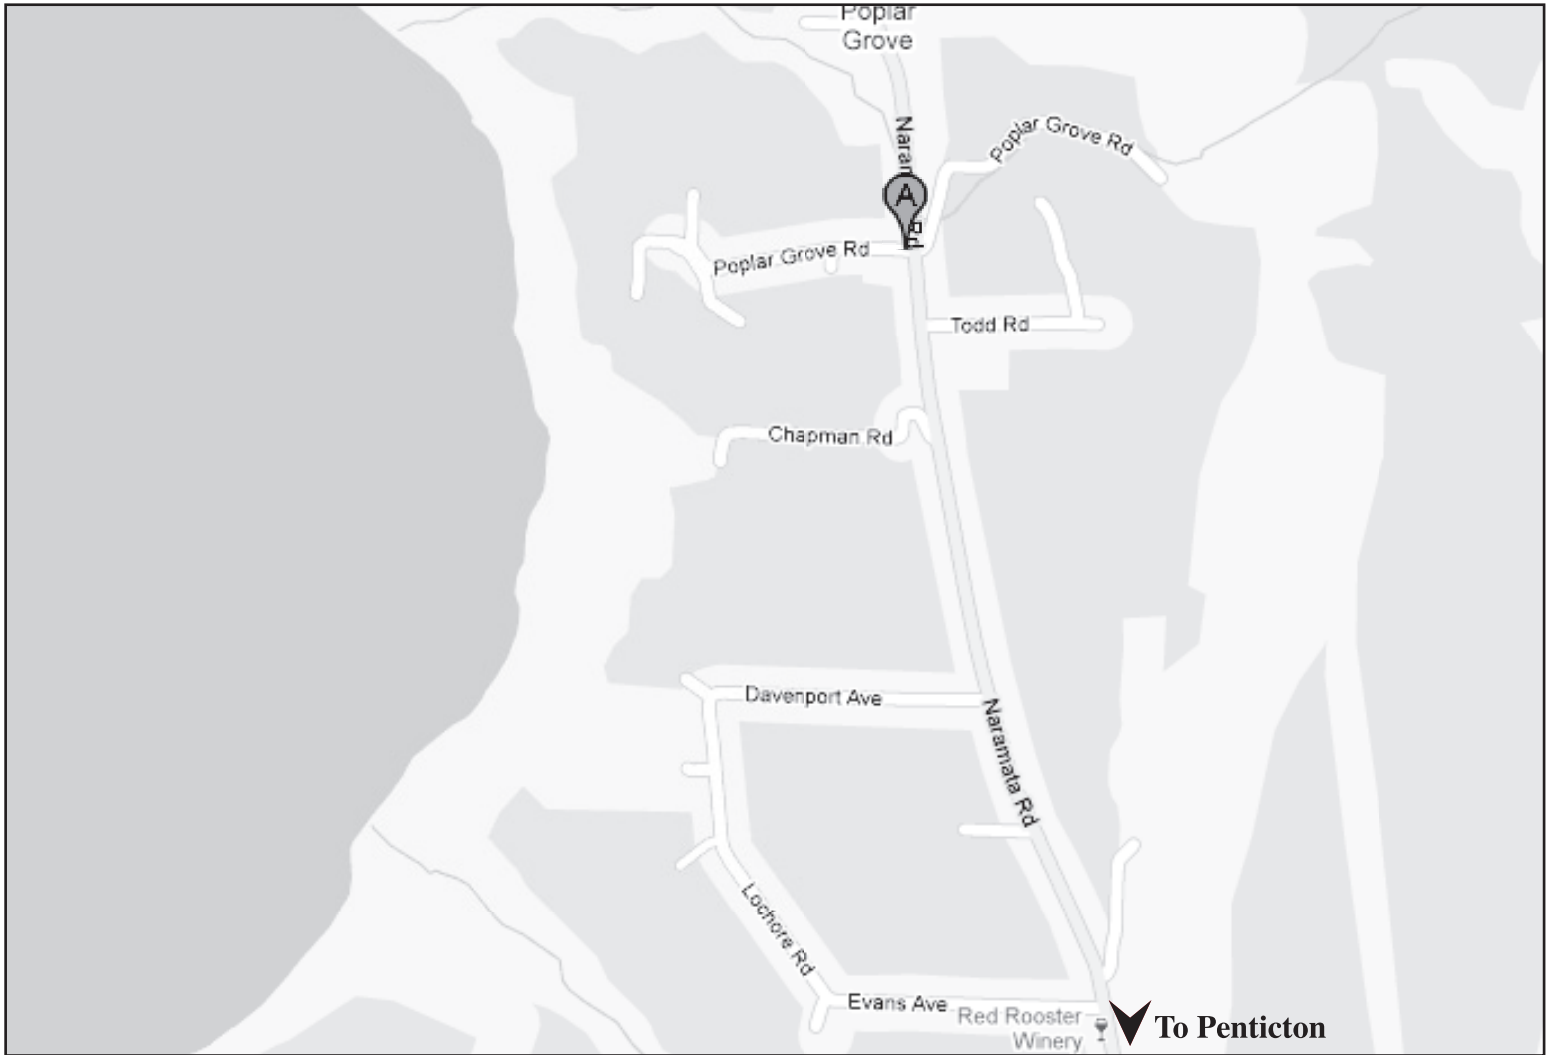 Poplar
Grove
Poplar Grove Rd
Naram
A
Rd
Poplar Grove Rd
Todd Rd
Chapman Rd
Davenport Ave
Naramata Rd
Lochore Rd
Evans Ave
Red Rooster
Winery
To Penticton